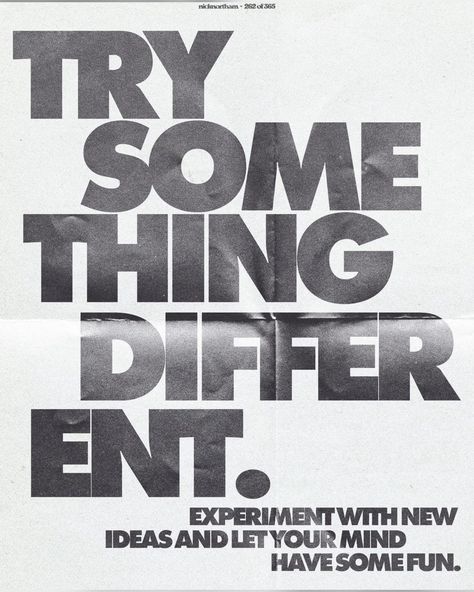 nicknortham • 262 of 365
TRY
SOME
THING
DIFFER
ENT.
EXPERIMENT WITH NEW
IDEAS AND LET YOUR MIND
HAVE SOME FUN.